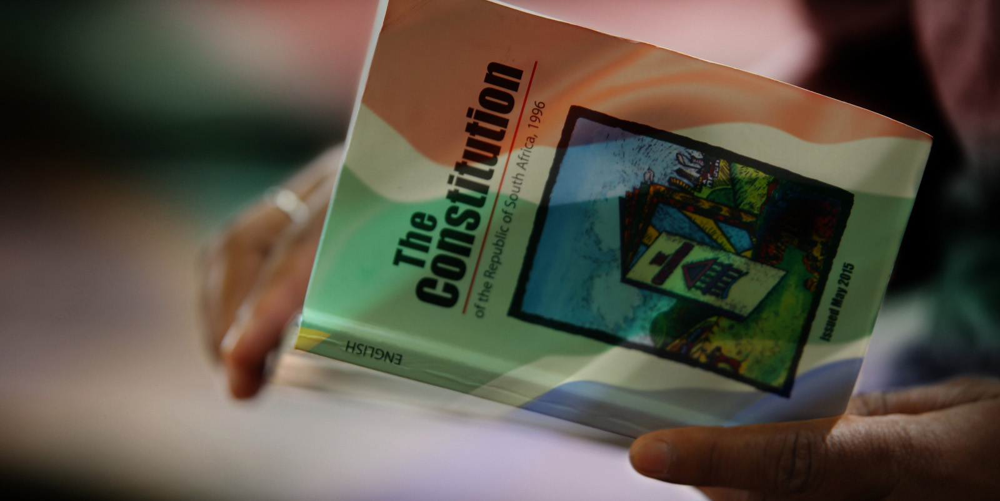 The
Constitution
of the Republic of South Africa, 1996
Issued May 2015
ENGLISH